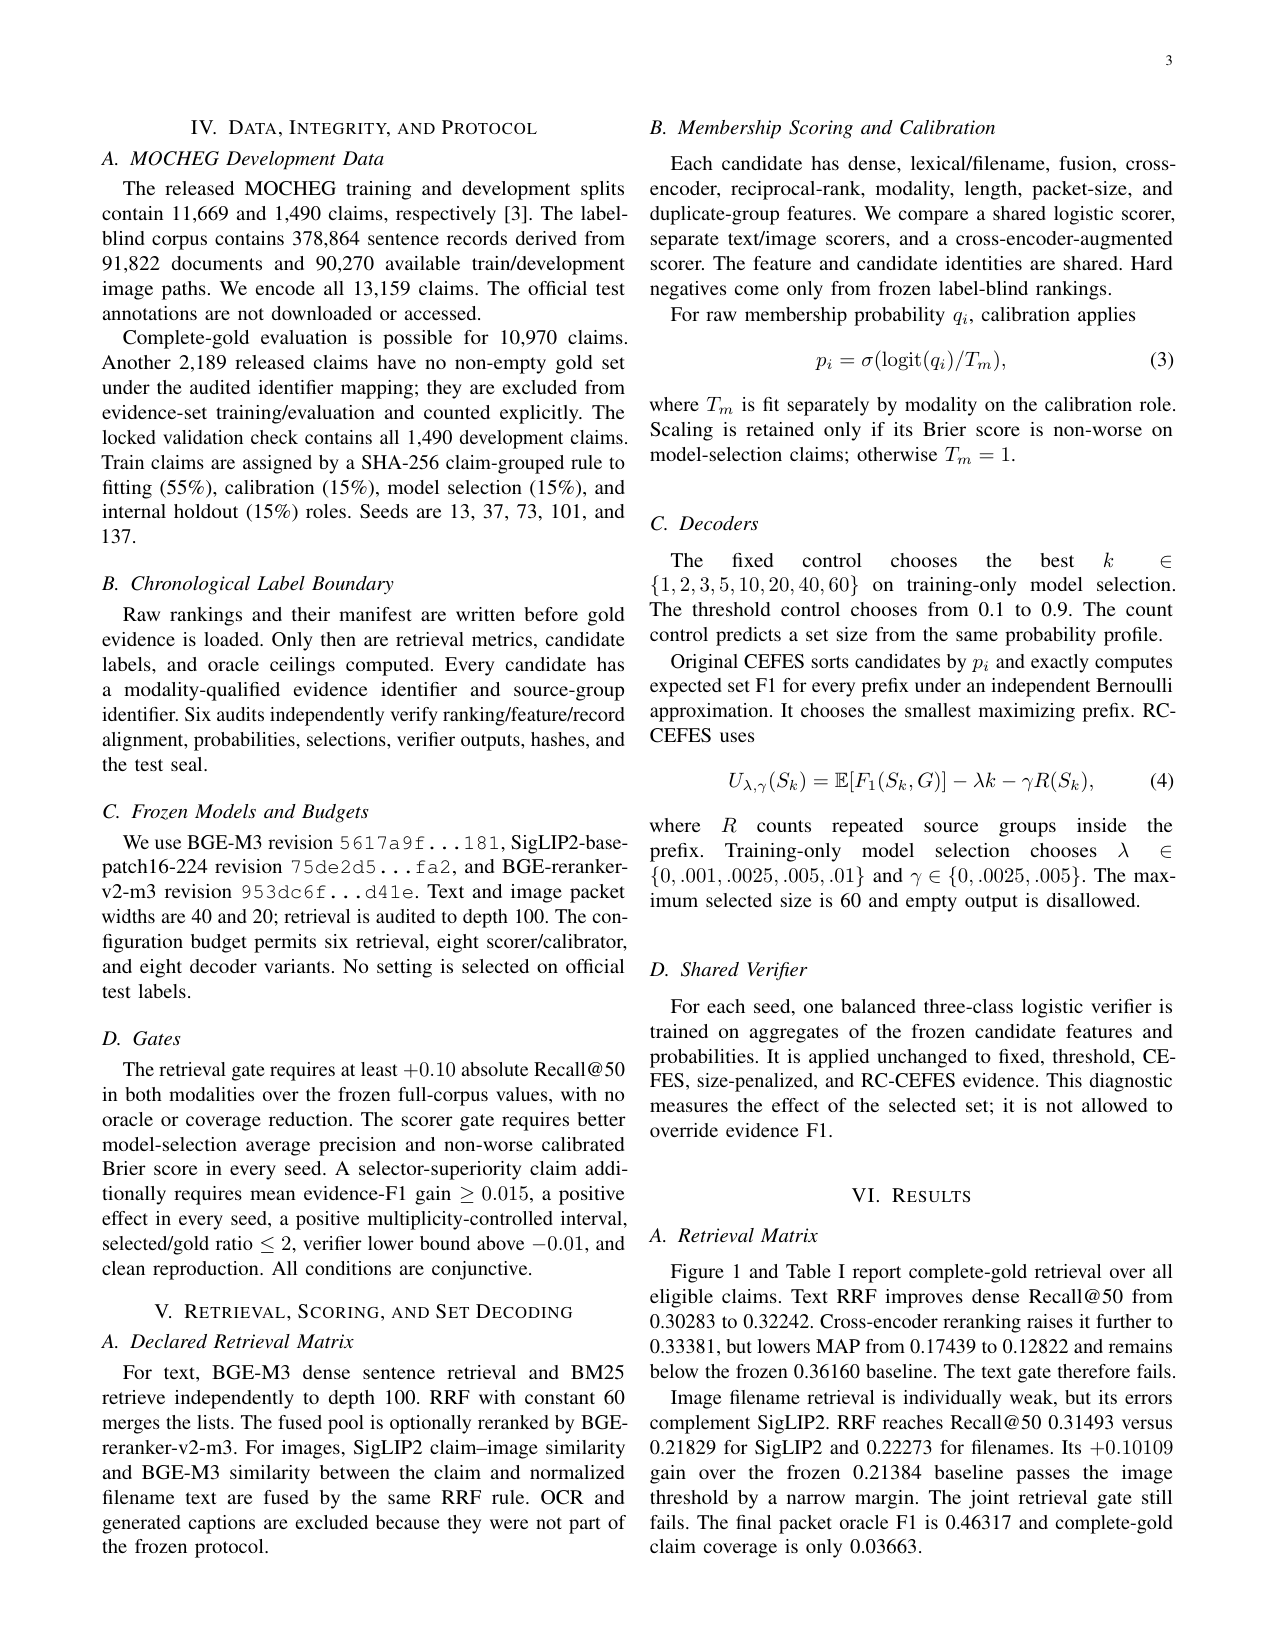 3
IV. DATA, INTEGRITY, AND PROTOCOL
A. MOCHEG Development Data
The released MOCHEG training and development splits
contain 11,669 and 1,490 claims, respectively [3]. The label-
blind corpus contains 378,864 sentence records derived from
91,822 documents and 90,270 available train/development
image paths. We encode all 13,159 claims. The official test
annotations are not downloaded or accessed.
Complete-gold evaluation is possible for 10,970 claims.
Another 2,189 released claims have no non-empty gold set
under the audited identifier mapping; they are excluded from
evidence-set training/evaluation and counted explicitly. The
locked validation check contains all 1,490 development claims.
Train claims are assigned by a SHA-256 claim-grouped rule to
fitting (55%), calibration (15%), model selection (15%), and
internal holdout (15%) roles. Seeds are 13, 37, 73, 101, and
137.
B. Chronological Label Boundary
Raw rankings and their manifest are written before gold
evidence is loaded. Only then are retrieval metrics, candidate
labels, and oracle ceilings computed. Every candidate has
a modality-qualified evidence identifier and source-group
identifier. Six audits independently verify ranking/feature/record
alignment, probabilities, selections, verifier outputs, hashes, and
the test seal.
C. Frozen Models and Budgets
We use BGE-M3 revision 5617a9f...181, SigLIP2-base-
patch16-224 revision 75de2d5...fa2, and BGE-reranker-
v2-m3 revision 953dc6f...d41e. Text and image packet
widths are 40 and 20; retrieval is audited to depth 100. The con-
figuration budget permits six retrieval, eight scorer/calibrator,
and eight decoder variants. No setting is selected on official
test labels.
D. Gates
The retrieval gate requires at least +0.10 absolute Recall@50
in both modalities over the frozen full-corpus values, with no
oracle or coverage reduction. The scorer gate requires better
model-selection average precision and non-worse calibrated
Brier score in every seed. A selector-superiority claim addi-
tionally requires mean evidence-F1 gain ≥ 0.015, a positive
effect in every seed, a positive multiplicity-controlled interval,
selected/gold ratio ≤ 2, verifier lower bound above −0.01, and
clean reproduction. All conditions are conjunctive.
V. RETRIEVAL, SCORING, AND SET DECODING
A. Declared Retrieval Matrix
For text, BGE-M3 dense sentence retrieval and BM25
retrieve independently to depth 100. RRF with constant 60
merges the lists. The fused pool is optionally reranked by BGE-
reranker-v2-m3. For images, SigLIP2 claim–image similarity
and BGE-M3 similarity between the claim and normalized
filename text are fused by the same RRF rule. OCR and
generated captions are excluded because they were not part of
the frozen protocol.
B. Membership Scoring and Calibration
Each candidate has dense, lexical/filename, fusion, cross-
encoder, reciprocal-rank, modality, length, packet-size, and
duplicate-group features. We compare a shared logistic scorer,
separate text/image scorers, and a cross-encoder-augmented
scorer. The feature and candidate identities are shared. Hard
negatives come only from frozen label-blind rankings.
For raw membership probability qᵢ, calibration applies
pᵢ = σ(logit(qᵢ)/Tₘ), (3)
where Tₘ is fit separately by modality on the calibration role.
Scaling is retained only if its Brier score is non-worse on
model-selection claims; otherwise Tₘ = 1.
C. Decoders
The fixed control chooses the best k ∈
{1, 2, 3, 5, 10, 20, 40, 60} on training-only model selection.
The threshold control chooses from 0.1 to 0.9. The count
control predicts a set size from the same probability profile.
Original CEFES sorts candidates by pᵢ and exactly computes
expected set F1 for every prefix under an independent Bernoulli
approximation. It chooses the smallest maximizing prefix. RC-
CEFES uses
U_{λ,γ}(Sₖ) = 𝔼[F₁(Sₖ, G)] − λk − γR(Sₖ), (4)
where R counts repeated source groups inside the
prefix. Training-only model selection chooses λ ∈
{0, .001, .0025, .005, .01} and γ ∈ {0, .0025, .005}. The max-
imum selected size is 60 and empty output is disallowed.
D. Shared Verifier
For each seed, one balanced three-class logistic verifier is
trained on aggregates of the frozen candidate features and
probabilities. It is applied unchanged to fixed, threshold, CE-
FES, size-penalized, and RC-CEFES evidence. This diagnostic
measures the effect of the selected set; it is not allowed to
override evidence F1.
VI. RESULTS
A. Retrieval Matrix
Figure 1 and Table I report complete-gold retrieval over all
eligible claims. Text RRF improves dense Recall@50 from
0.30283 to 0.32242. Cross-encoder reranking raises it further to
0.33381, but lowers MAP from 0.17439 to 0.12822 and remains
below the frozen 0.36160 baseline. The text gate therefore fails.
Image filename retrieval is individually weak, but its errors
complement SigLIP2. RRF reaches Recall@50 0.31493 versus
0.21829 for SigLIP2 and 0.22273 for filenames. Its +0.10109
gain over the frozen 0.21384 baseline passes the image
threshold by a narrow margin. The joint retrieval gate still
fails. The final packet oracle F1 is 0.46317 and complete-gold
claim coverage is only 0.03663.